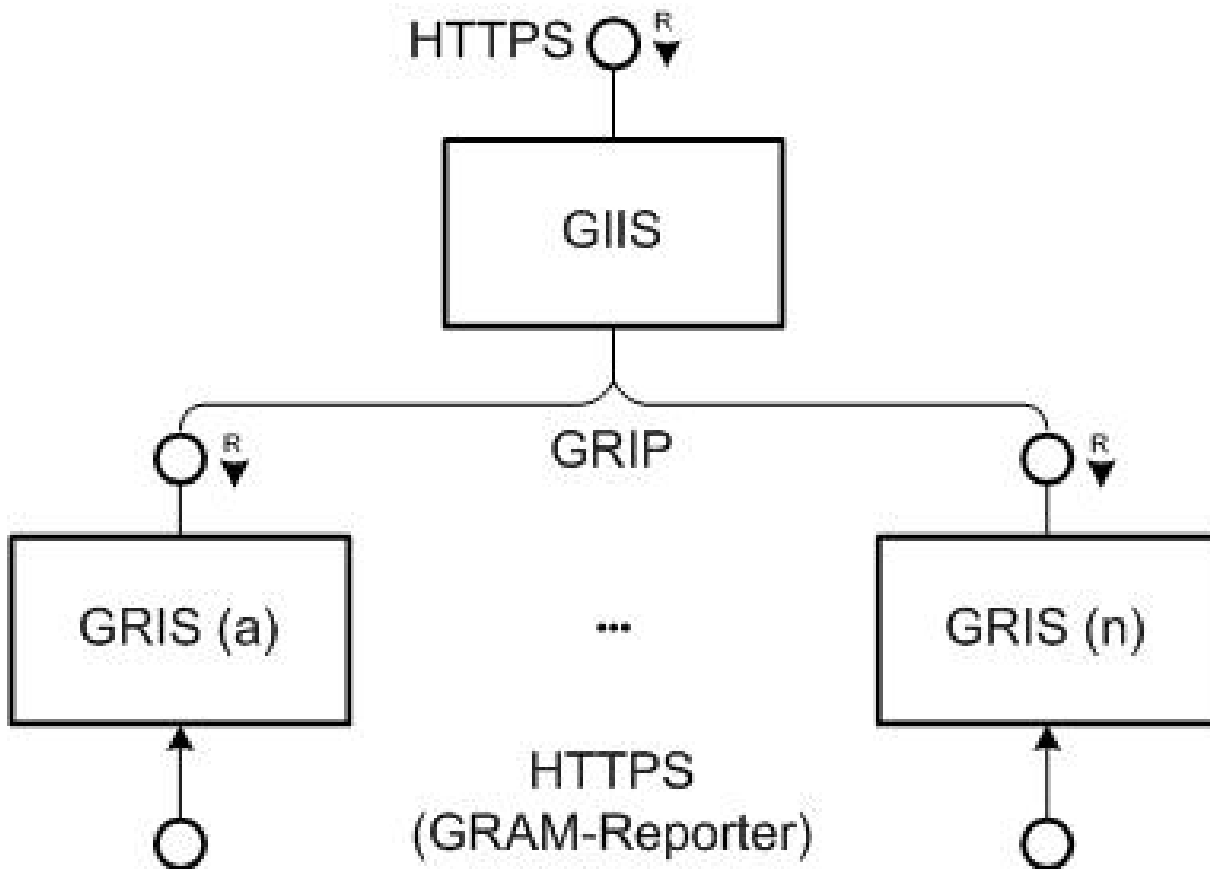 HTTPS R
GIIS
R GRIP R
GRIS (a) ... GRIS (n)
HTTPS
(GRAM-Reporter)